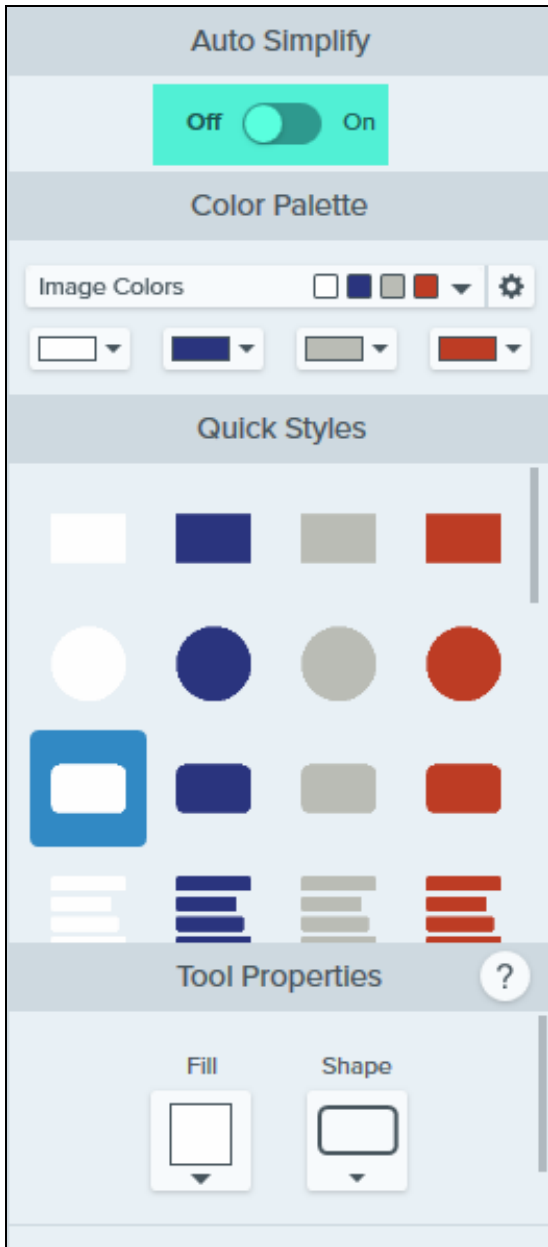 Auto Simplify
Off On
Color Palette
Image Colors
Quick Styles
Tool Properties ?
Fill Shape